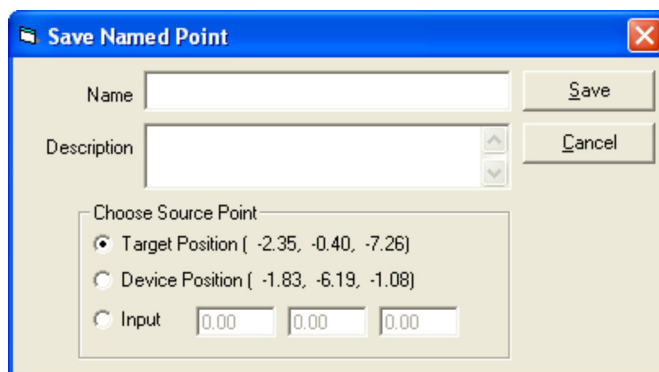 Save Named Point
Name
Save
Description
Cancel
Choose Source Point
Target Position ( -2.35, -0.40, -7.26)
Device Position ( -1.83, -6.19, -1.08)
Input 0.00 0.00 0.00